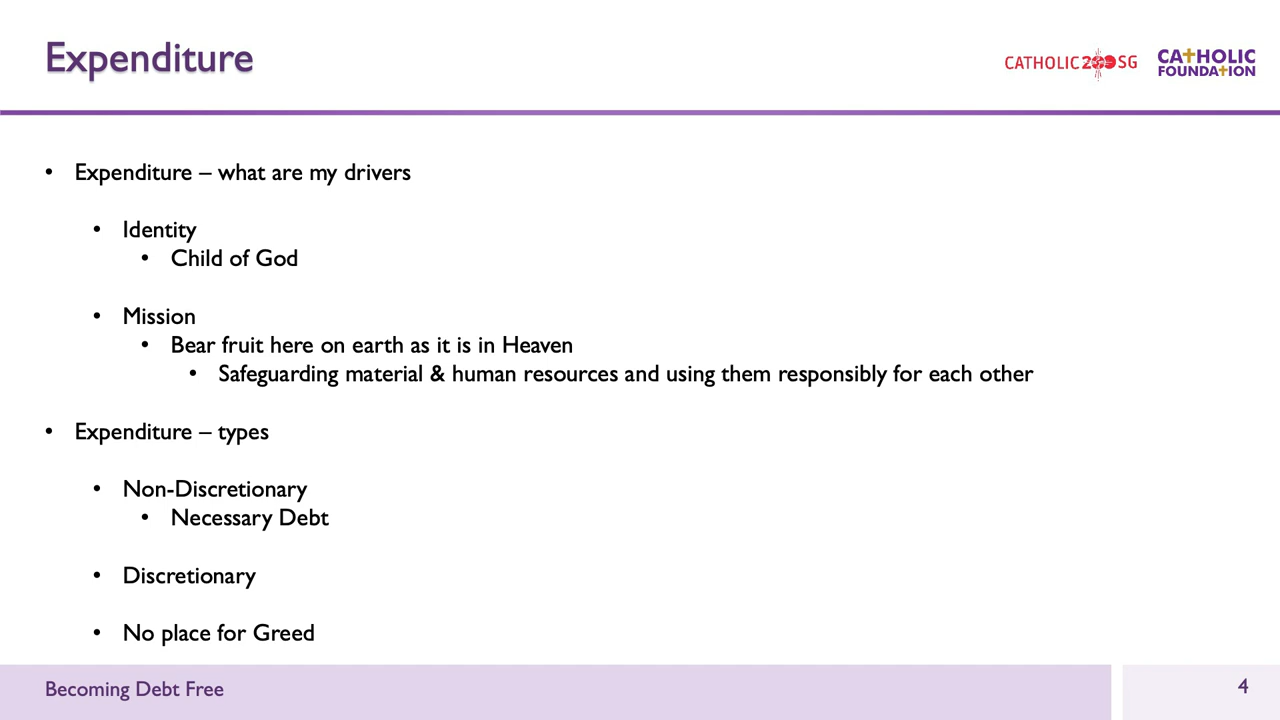 Expenditure
CATHOLIC200SG
CATHOLIC
FOUNDATION
• Expenditure – what are my drivers
• Identity
• Child of God
• Mission
• Bear fruit here on earth as it is in Heaven
• Safeguarding material & human resources and using them responsibly for each other
• Expenditure – types
• Non-Discretionary
• Necessary Debt
• Discretionary
• No place for Greed
Becoming Debt Free
4